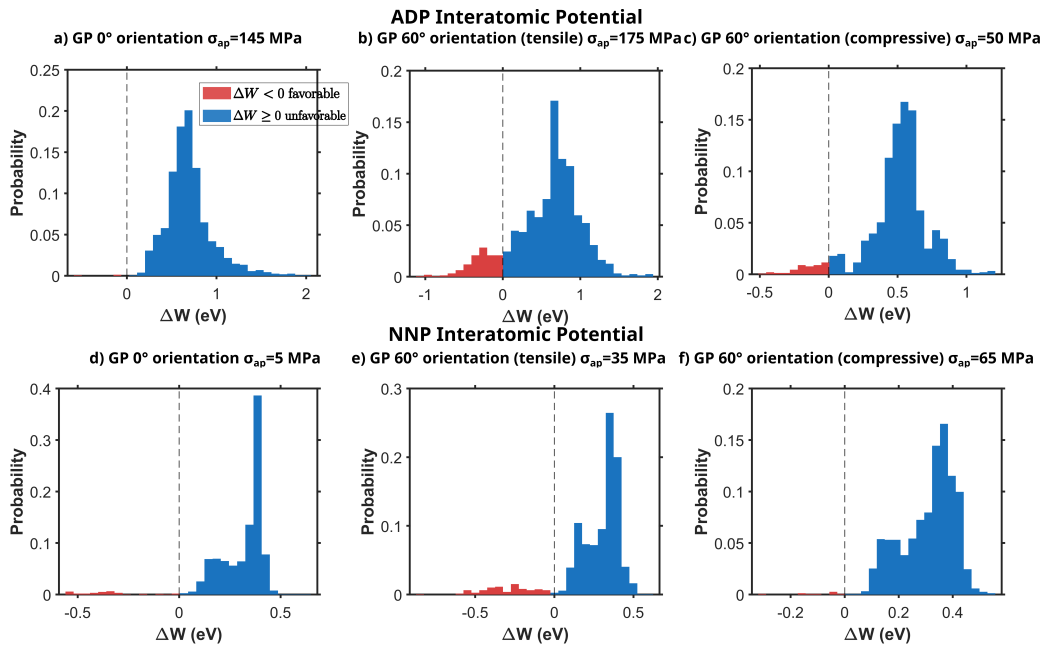 ADP Interatomic Potential
a) GP 0° orientation σap=145 MPa
b) GP 60° orientation (tensile) σap=175 MPa
c) GP 60° orientation (compressive) σap=50 MPa
0.25
0.2
0.15
0.1
0.05
0
Probability
ΔW < 0 favorable
ΔW ≥ 0 unfavorable
0 1 2
ΔW (eV)
0.2
0.15
0.1
0.05
0
Probability
-1 0 1 2
ΔW (eV)
0.2
0.15
0.1
0.05
0
Probability
-0.5 0 0.5 1
ΔW (eV)
NNP Interatomic Potential
d) GP 0° orientation σap=5 MPa
e) GP 60° orientation (tensile) σap=35 MPa
f) GP 60° orientation (compressive) σap=65 MPa
0.4
0.3
0.2
0.1
0
Probability
-0.5 0 0.5
ΔW (eV)
0.3
0.2
0.1
0
Probability
-0.5 0 0.5
ΔW (eV)
0.2
0.15
0.1
0.05
0
Probability
-0.2 0 0.2 0.4
ΔW (eV)